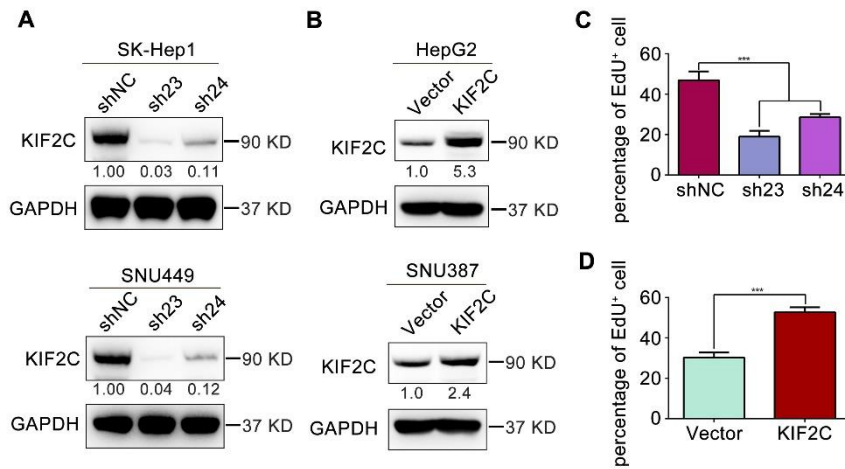 A
SK-Hep1
shNC sh23 sh24
KIF2C
90 KD
1.00 0.03 0.11
GAPDH
37 KD
SNU449
shNC sh23 sh24
KIF2C
90 KD
1.00 0.04 0.12
GAPDH
37 KD
B
HepG2
Vector KIF2C
KIF2C
90 KD
1.0 5.3
GAPDH
37 KD
SNU387
Vector KIF2C
KIF2C
90 KD
1.0 2.4
GAPDH
37 KD
C
percentage of EdU⁺ cell
60
40
20
0
***
shNC sh23 sh24
D
percentage of EdU⁺ cell
60
40
20
0
***
Vector KIF2C